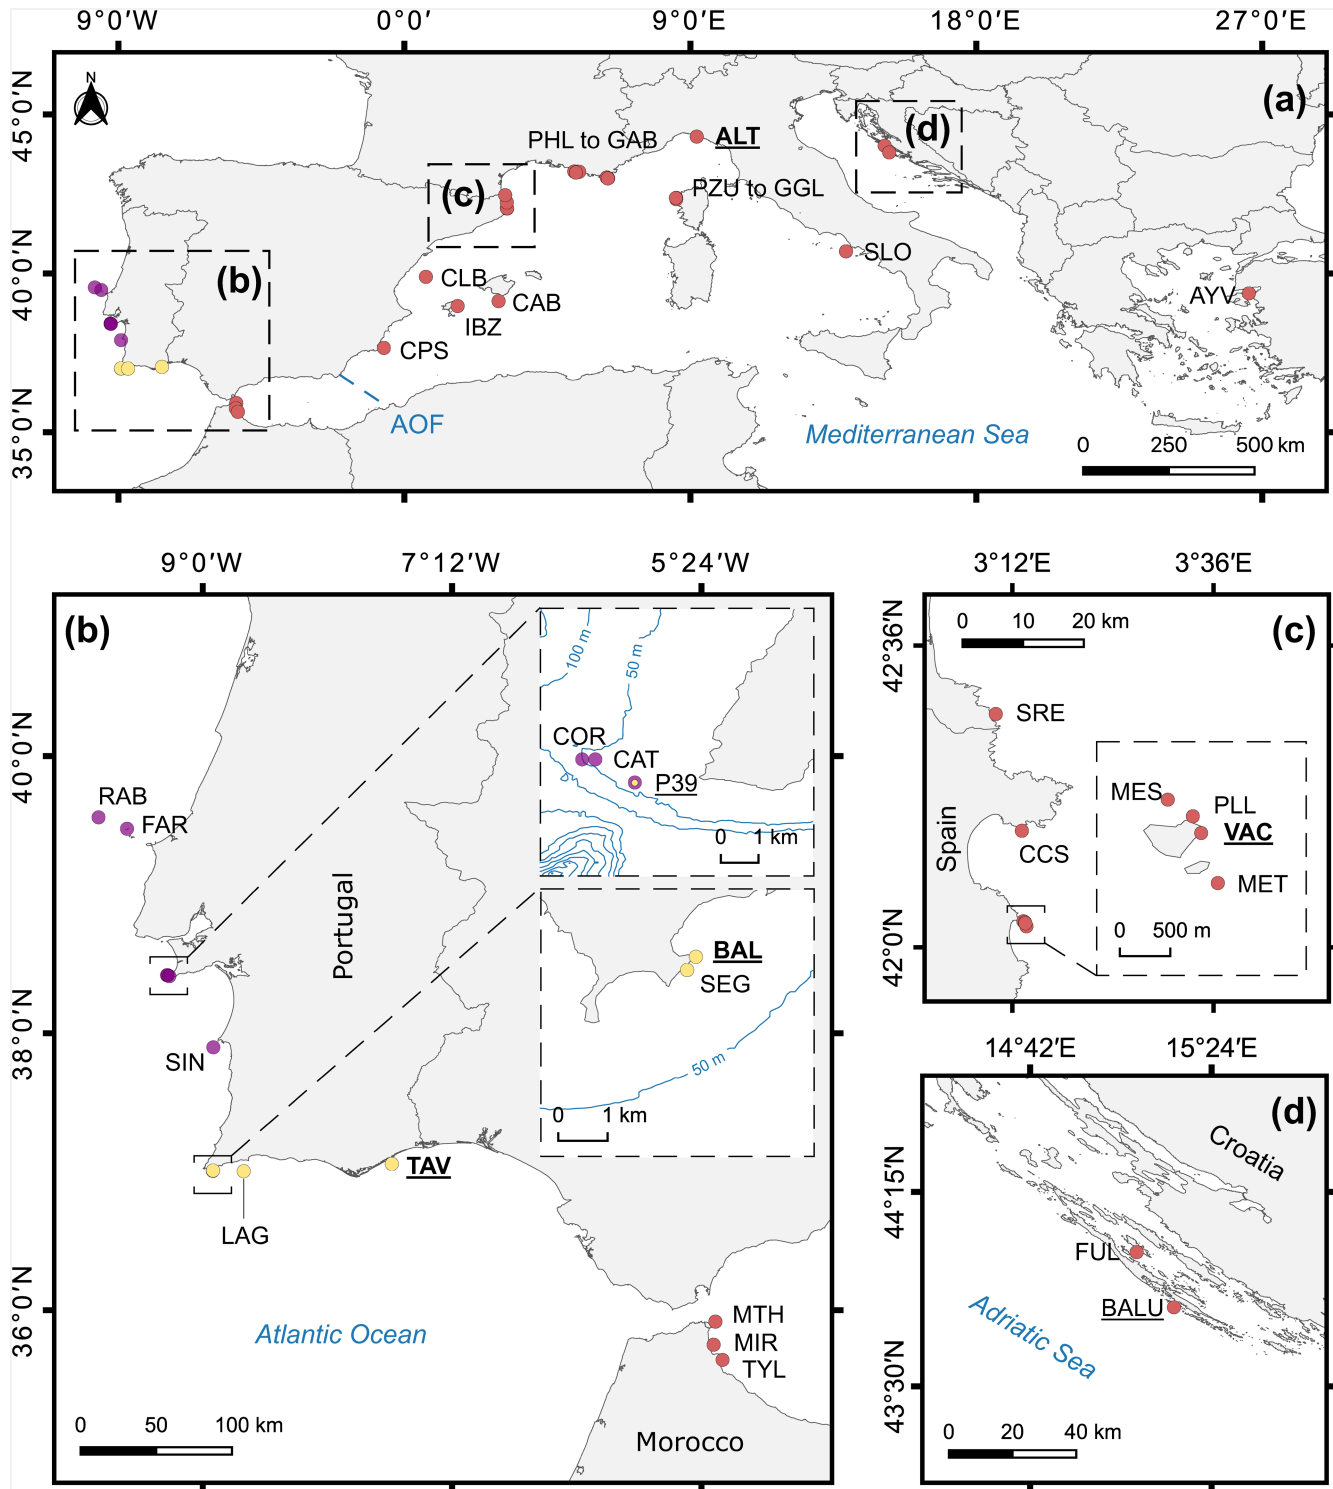 9°0′W 0°0′ 9°0′E 18°0′E 27°0′E
45°0′N
40°0′N
35°0′N
N
(a)
PHL to GAB
ALT
(d)
(c)
PZU to GGL
(b)
CLB
CAB
IBZ
CPS
SLO
AYV
AOF
Mediterranean Sea
0 250 500 km
9°0′W 7°12′W 5°24′W
40°0′N
38°0′N
36°0′N
(b)
100 m
50 m
COR
CAT
P39
0 1 km
RAB
FAR
Portugal
BAL
SEG
50 m
0 1 km
SIN
TAV
LAG
Atlantic Ocean
MTH
MIR
TYL
Morocco
0 50 100 km
3°12′E 3°36′E
42°36′N
42°0′N
0 10 20 km
(c)
SRE
Spain
CCS
MES
PLL
VAC
MET
0 500 m
14°42′E 15°24′E
44°15′N
43°30′N
(d)
Croatia
FUL
BALU
Adriatic Sea
0 20 40 km